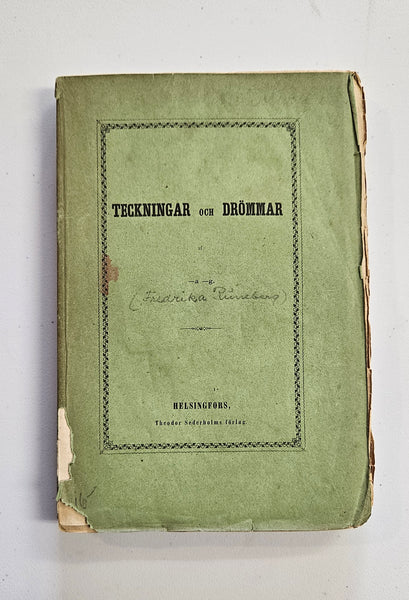 TECKNINGAR OCH DRÖMMAR
af
—a —g.
(Fredrika Runeberg)
HELSINGFORS,
Theodor Sederholms förlag.